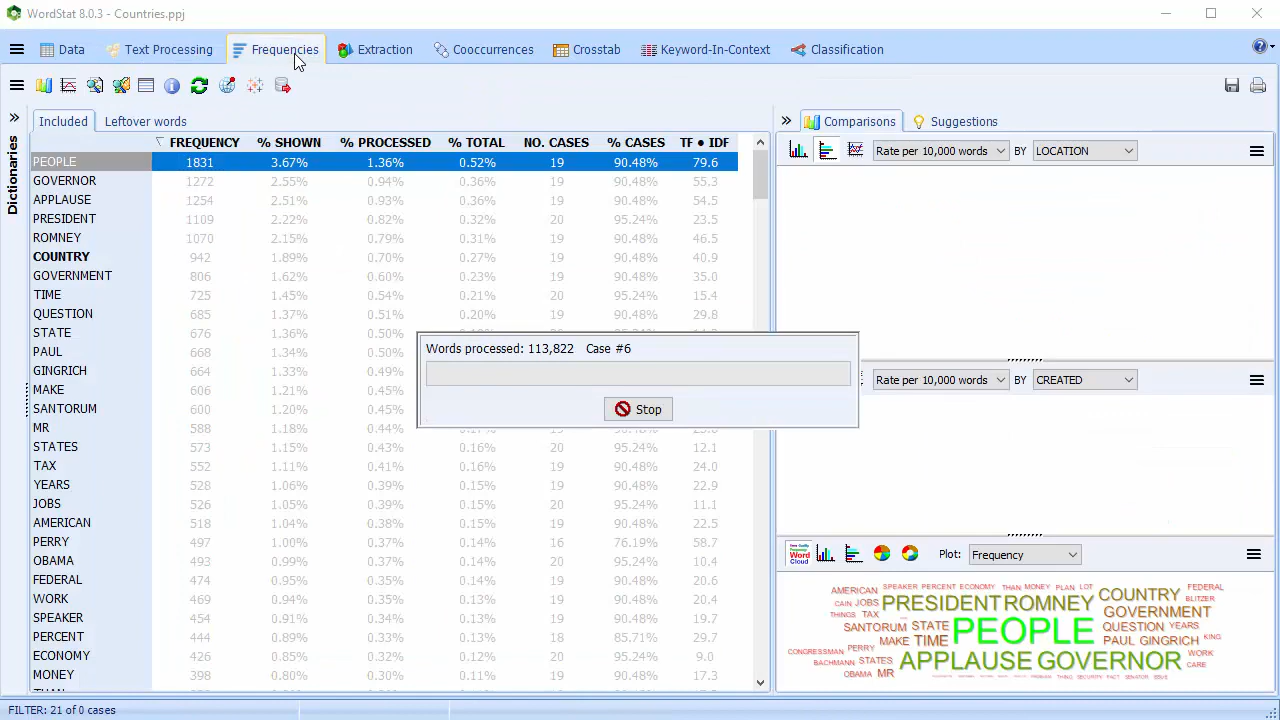 WordStat 8.0.3 - Countries.ppj
Data Text Processing Frequencies Extraction Cooccurrences Crosstab Keyword-In-Context Classification
Included Leftover words
Comparisons Suggestions
Dictionaries
FREQUENCY % SHOWN % PROCESSED % TOTAL NO. CASES % CASES TF • IDF
PEOPLE 1831 3.67% 1.36% 0.52% 19 90.48% 79.6
GOVERNOR 1272 2.55% 0.94% 0.36% 19 90.48% 55.3
APPLAUSE 1254 2.51% 0.93% 0.36% 19 90.48% 54.5
PRESIDENT 1109 2.22% 0.82% 0.32% 20 95.24% 23.5
ROMNEY 1070 2.15% 0.79% 0.31% 19 90.48% 46.5
COUNTRY 942 1.89% 0.70% 0.27% 19 90.48% 40.9
GOVERNMENT 806 1.62% 0.60% 0.23% 19 90.48% 35.0
TIME 725 1.45% 0.54% 0.21% 20 95.24% 15.4
QUESTION 685 1.37% 0.51% 0.20% 19 90.48% 29.8
STATE 676 1.36% 0.50%
PAUL 668 1.34% 0.50%
GINGRICH 664 1.33% 0.49%
MAKE 606 1.21% 0.45%
SANTORUM 600 1.20% 0.45%
MR 588 1.18% 0.44%
STATES 573 1.15% 0.43% 0.16% 20 95.24% 12.1
TAX 552 1.11% 0.41% 0.16% 19 90.48% 24.0
YEARS 528 1.06% 0.39% 0.15% 19 90.48% 22.9
JOBS 526 1.05% 0.39% 0.15% 20 95.24% 11.1
AMERICAN 518 1.04% 0.38% 0.15% 19 90.48% 22.5
PERRY 497 1.00% 0.37% 0.14% 16 76.19% 58.7
OBAMA 493 0.99% 0.37% 0.14% 20 95.24% 10.4
FEDERAL 474 0.95% 0.35% 0.14% 19 90.48% 20.6
WORK 469 0.94% 0.35% 0.13% 19 90.48% 20.4
SPEAKER 454 0.91% 0.34% 0.13% 19 90.48% 19.7
PERCENT 444 0.89% 0.33% 0.13% 18 85.71% 29.7
ECONOMY 426 0.85% 0.32% 0.12% 20 95.24% 9.0
MONEY 398 0.80% 0.30% 0.11% 19 90.48% 17.3
Words processed: 113,822 Case #6
Stop
Rate per 10,000 words BY LOCATION
Rate per 10,000 words BY CREATED
Word Cloud
Plot: Frequency
AMERICAN SPEAKER PERCENT ECONOMY THAN MONEY PLAN LOT COUNTRY FEDERAL
CAIN JOBS PRESIDENT ROMNEY BLITZER
THINGS TAX GOVERNMENT
SANTORUM STATE PEOPLE QUESTION YEARS
MAKE TIME PAUL GINGRICH KING
CONGRESSMAN PERRY WORK
BACHMANN STATES APPLAUSE GOVERNOR CARE
OBAMA MR
FILTER: 21 of 0 cases